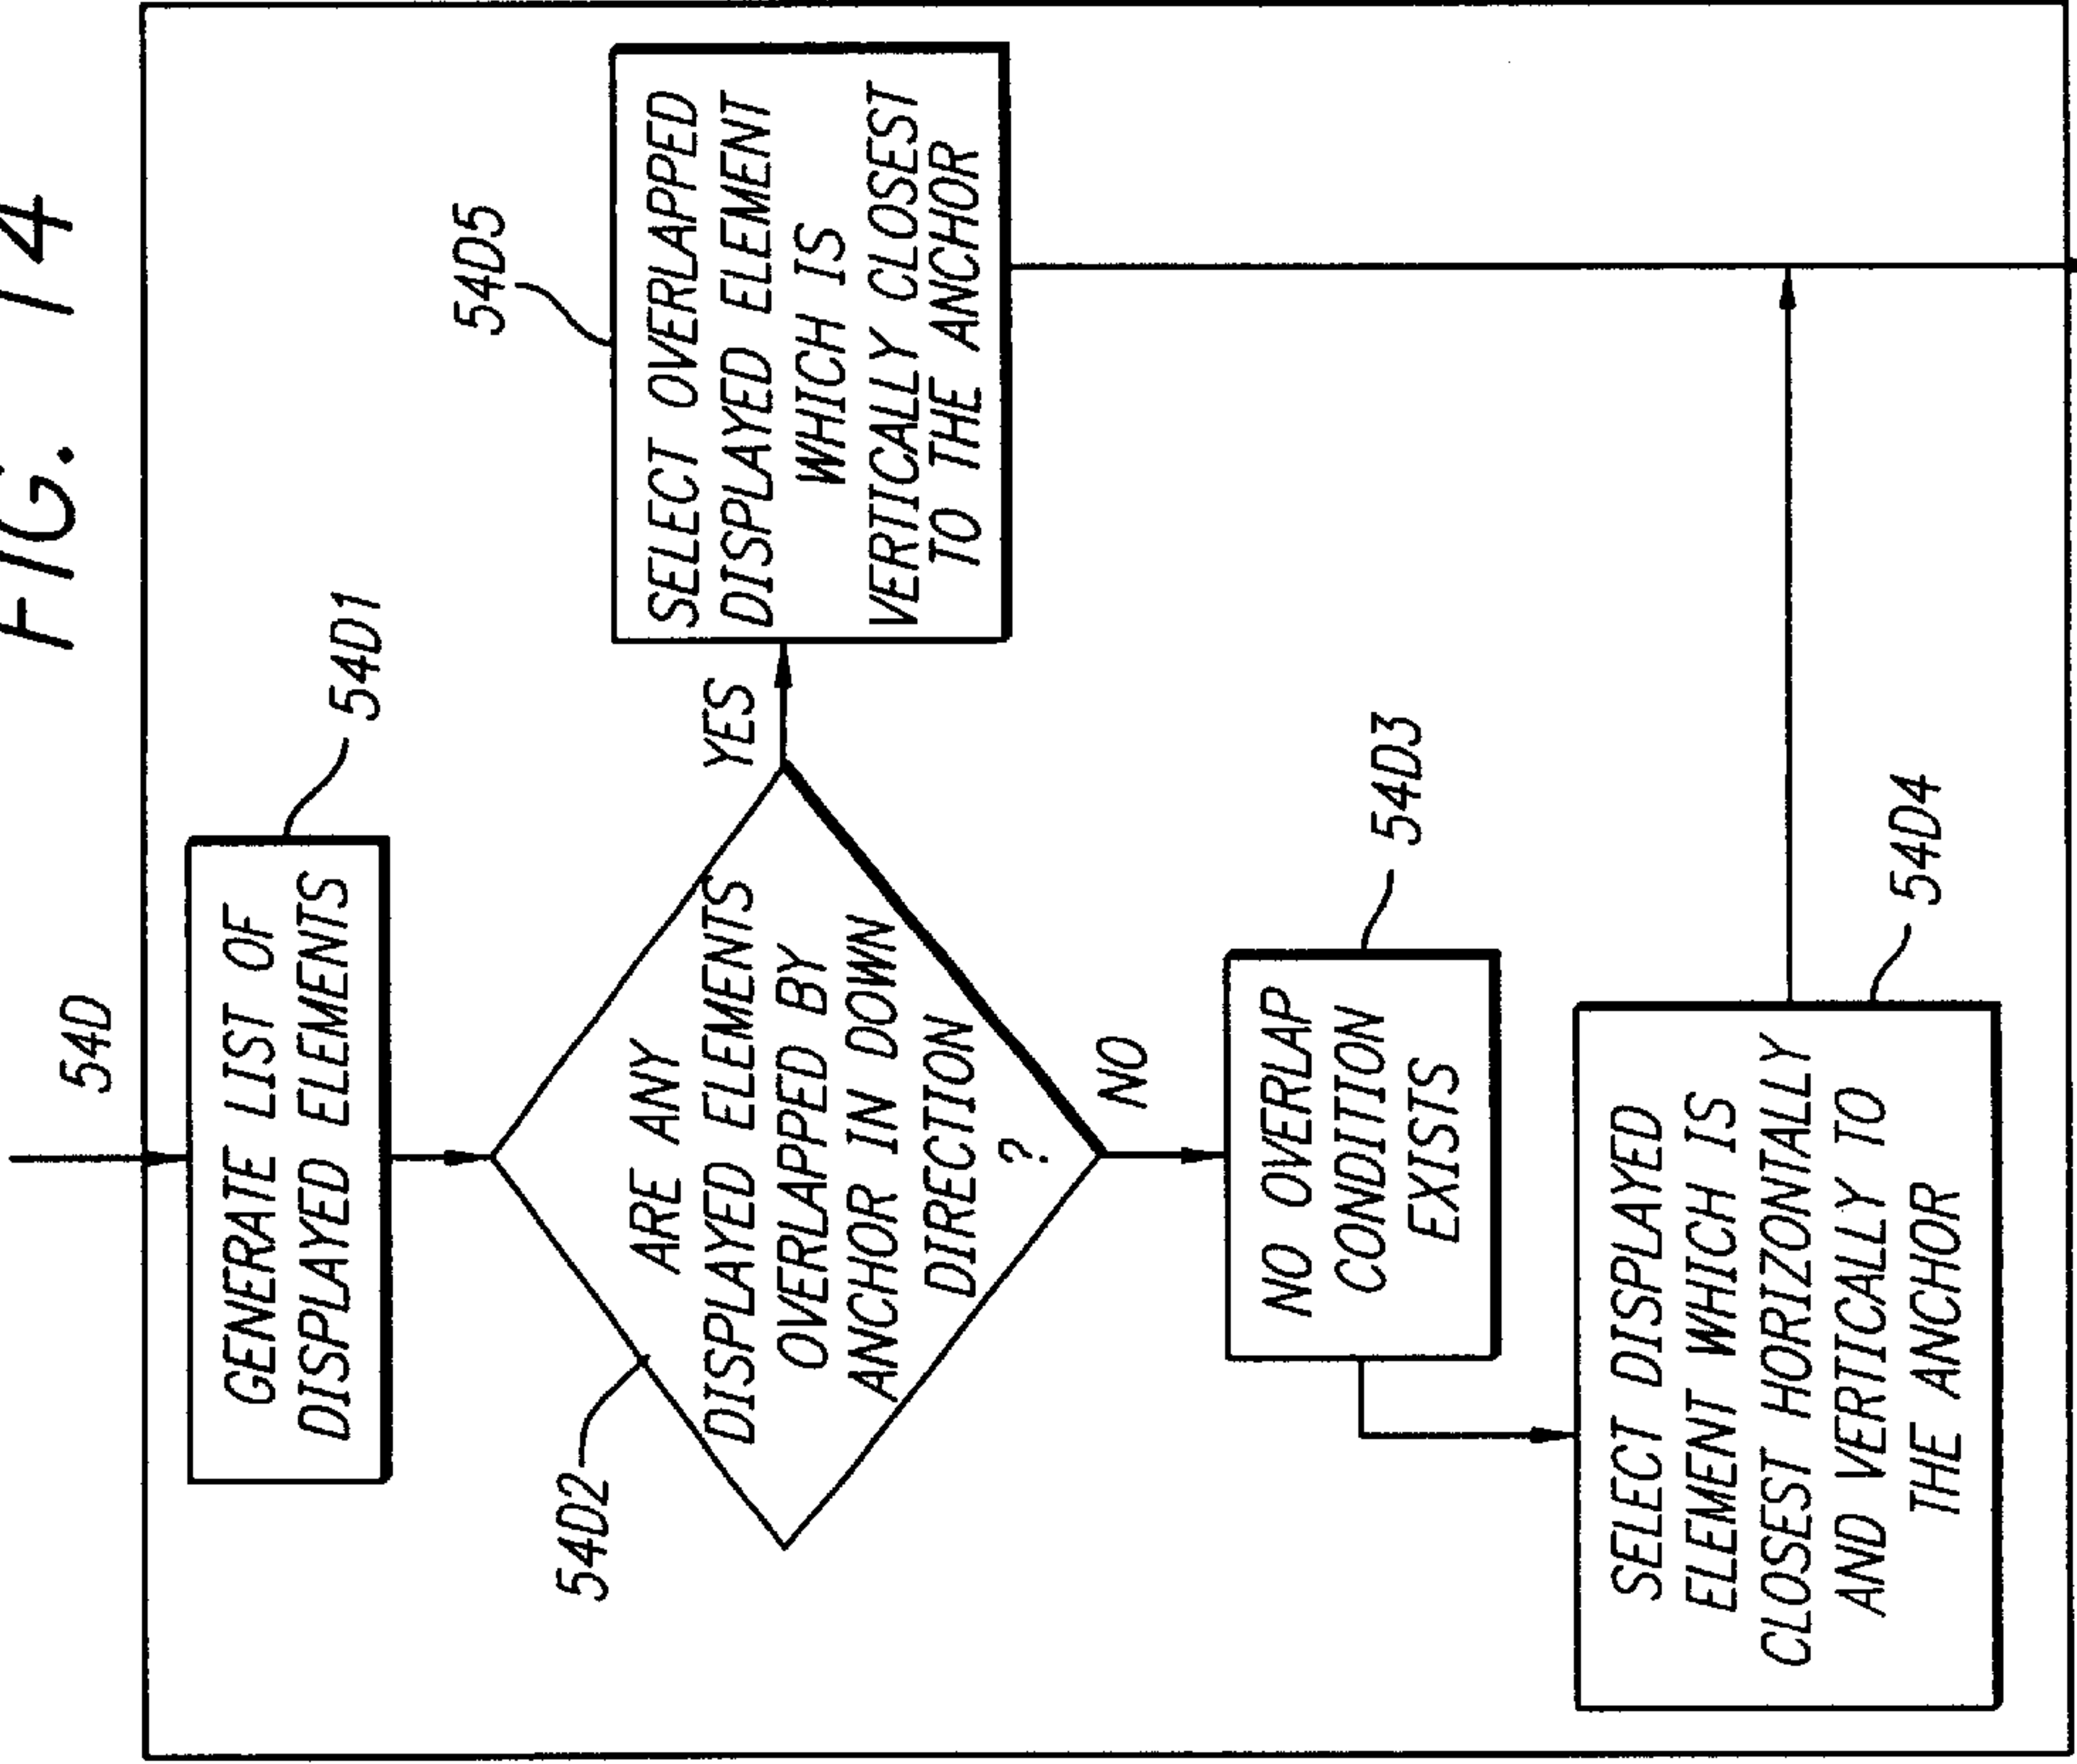 FIG. 14
54D
GENERATE LIST OF
DISPLAYED ELEMENTS
54D1
54D2
ARE ANY
DISPLAYED ELEMENTS
OVERLAPPED BY
ANCHOR IN DOWN
DIRECTION
?
YES
54D5
SELECT OVERLAPPED
DISPLAYED ELEMENT
WHICH IS
VERTICALLY CLOSEST
TO THE ANCHOR
NO
NO OVERLAP
CONDITION
EXISTS
54D3
SELECT DISPLAYED
ELEMENT WHICH IS
CLOSEST HORIZONTALLY
AND VERTICALLY TO
THE ANCHOR
54D4